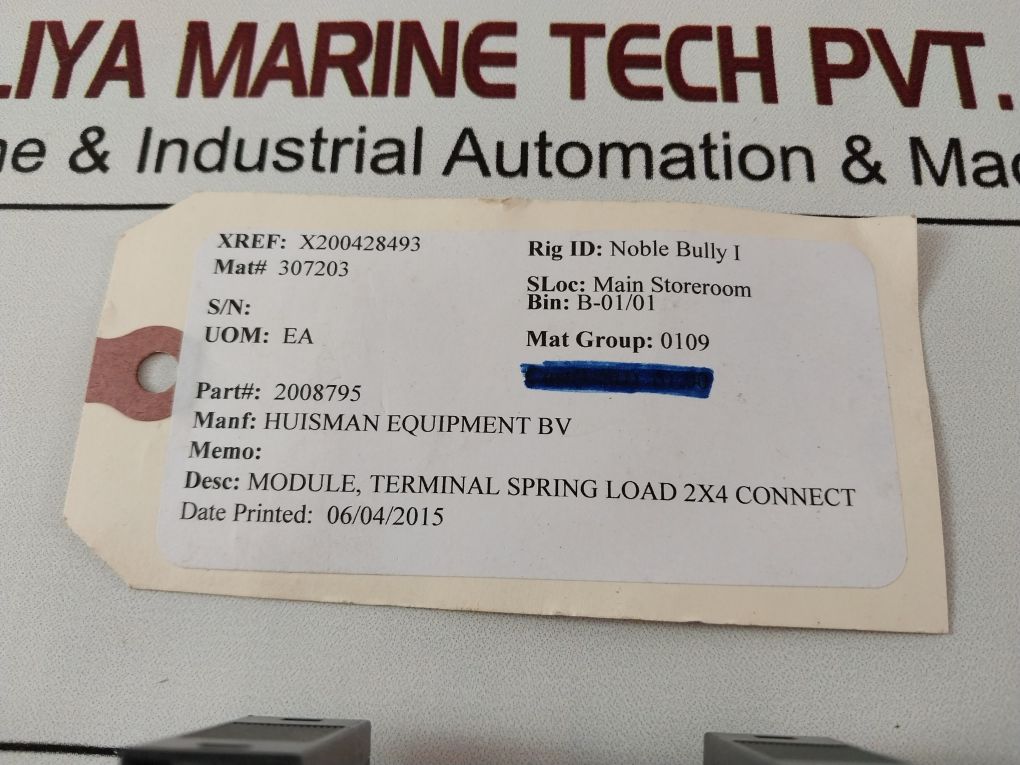 LIYA MARINE TECH PVT.
& Industrial Automation &
XREF: X200428493
Mat# 307203
S/N:
UOM: EA
Part#: 2008795
Manf: HUISMAN EQUIPMENT BV
Memo:
Desc: MODULE, TERMINAL SPRING LOAD 2X4 CONNECT
Date Printed: 06/04/2015
Rig ID: Noble Bully I
SLoc: Main Storeroom
Bin: B-01/01
Mat Group: 0109